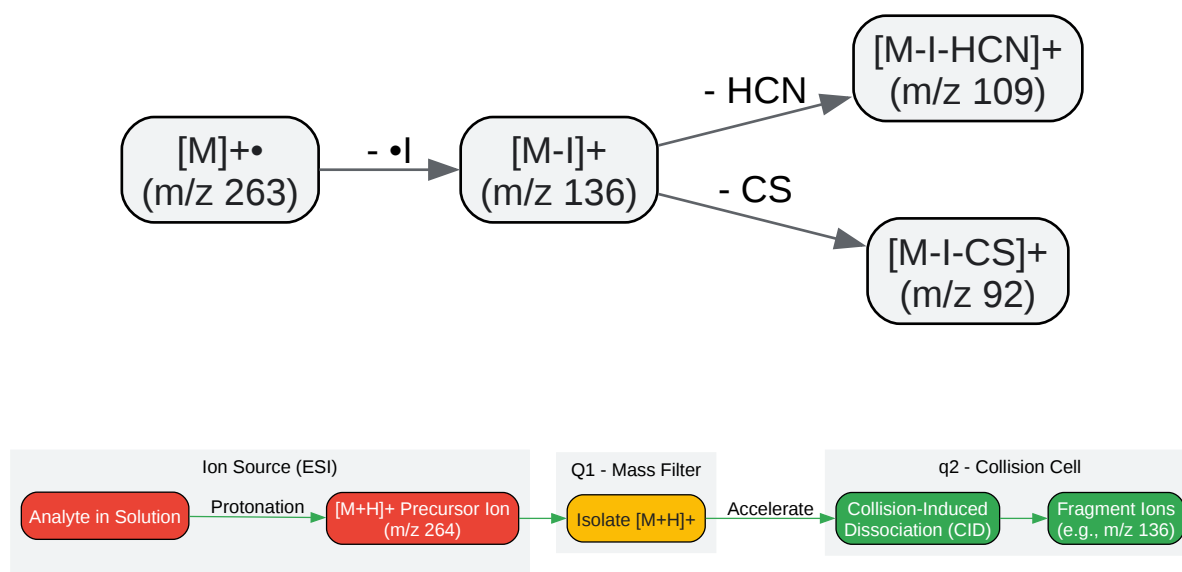 [M]+•
(m/z 263)
- •I
[M-I]+
(m/z 136)
- HCN
[M-I-HCN]+
(m/z 109)
- CS
[M-I-CS]+
(m/z 92)
Ion Source (ESI)
Analyte in Solution
Protonation
[M+H]+ Precursor Ion
(m/z 264)
Q1 - Mass Filter
Isolate [M+H]+
Accelerate
q2 - Collision Cell
Collision-Induced
Dissociation (CID)
Fragment Ions
(e.g., m/z 136)